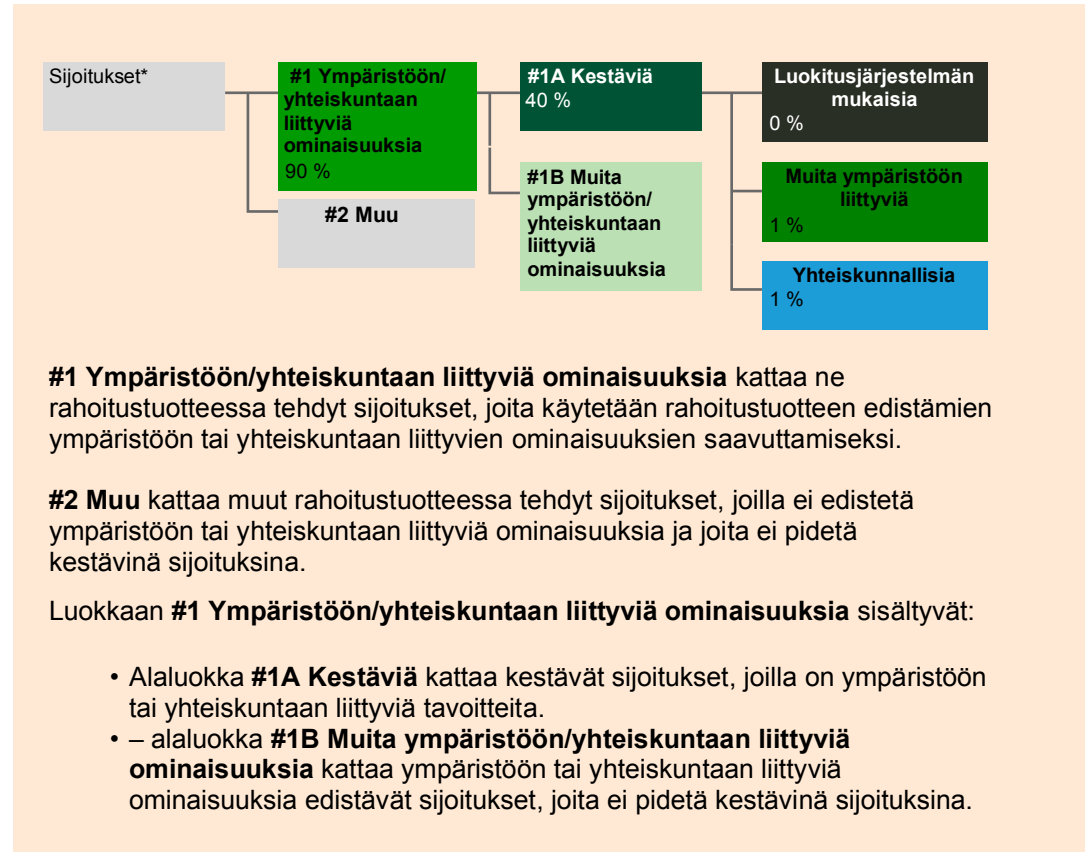 Sijoitukset*
#1 Ympäristöön/
yhteiskuntaan
liittyviä
ominaisuuksia
90 %
#2 Muu
#1A Kestäviä
40 %
#1B Muita
ympäristöön/
yhteiskuntaan
liittyviä
ominaisuuksia
Luokitusjärjestelmän
mukaisia
0 %
Muita ympäristöön
liittyviä
1 %
Yhteiskunnallisia
1 %
#1 Ympäristöön/yhteiskuntaan liittyviä ominaisuuksia kattaa ne
rahoitustuotteessa tehdyt sijoitukset, joita käytetään rahoitustuotteen edistämien
ympäristöön tai yhteiskuntaan liittyvien ominaisuuksien saavuttamiseksi.
#2 Muu kattaa muut rahoitustuotteessa tehdyt sijoitukset, joilla ei edistetä
ympäristöön tai yhteiskuntaan liittyviä ominaisuuksia ja joita ei pidetä
kestävinä sijoituksina.
Luokkaan #1 Ympäristöön/yhteiskuntaan liittyviä ominaisuuksia sisältyvät:
• Alaluokka #1A Kestäviä kattaa kestävät sijoitukset, joilla on ympäristöön
tai yhteiskuntaan liittyviä tavoitteita.
• – alaluokka #1B Muita ympäristöön/yhteiskuntaan liittyviä
ominaisuuksia kattaa ympäristöön tai yhteiskuntaan liittyviä
ominaisuuksia edistävät sijoitukset, joita ei pidetä kestävinä sijoituksina.